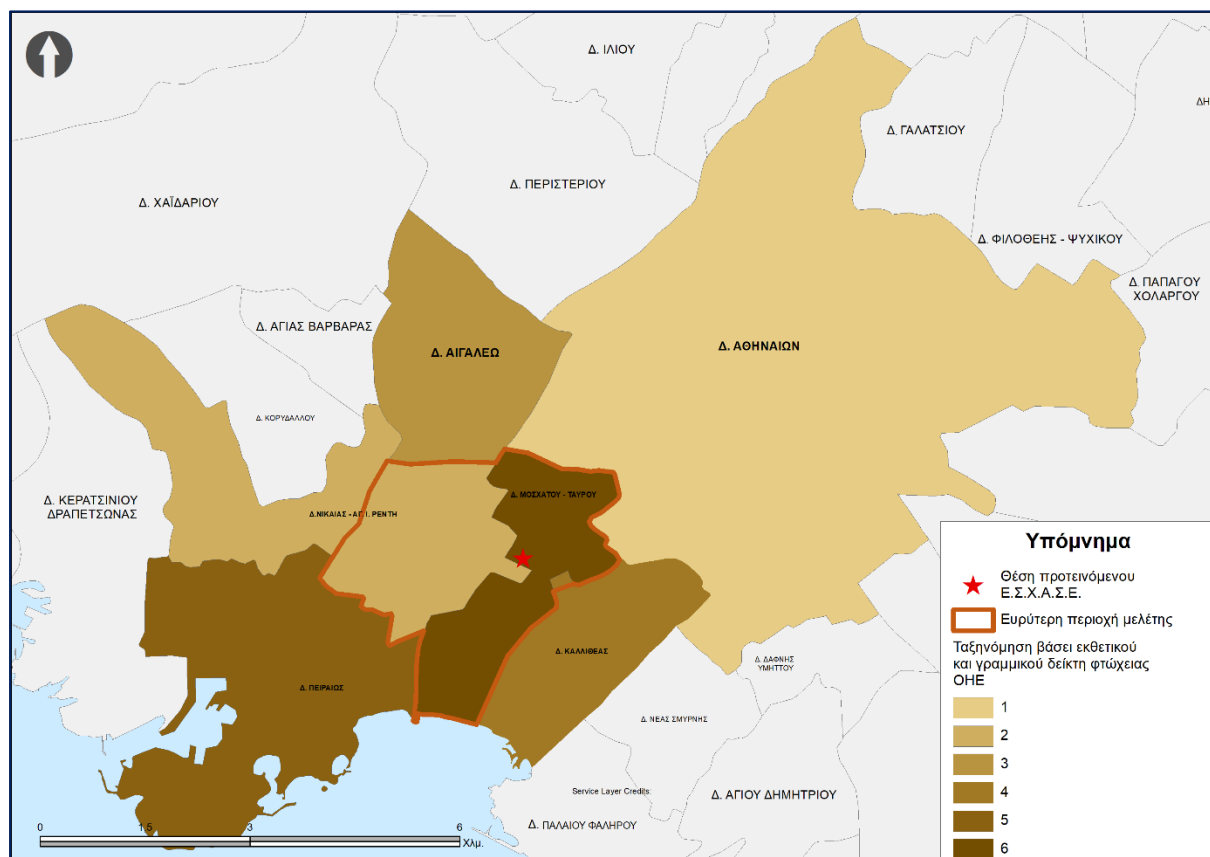 Δ. ΙΛΙΟΥ
Δ. ΓΑΛΑΤΣΙΟΥ
ΔΗ
Δ. ΠΕΡΙΣΤΕΡΙΟΥ
Δ. ΧΑΪΔΑΡΙΟΥ
Δ. ΦΙΛΟΘΕΗΣ - ΨΥΧΙΚΟΥ
Δ. ΠΑΠΑΓΟΥ
ΧΟΛΑΡΓΟΥ
Δ. ΑΓΙΑΣ ΒΑΡΒΑΡΑΣ
Δ. ΑΙΓΑΛΕΩ
Δ. ΑΘΗΝΑΙΩΝ
Δ. ΚΟΡΥΔΑΛΛΟΥ
Δ. ΚΕΡΑΤΣΙΝΙΟΥ
ΔΡΑΠΕΤΣΩΝΑΣ
Δ. ΜΟΣΧΑΤΟΥ - ΤΑΥΡΟΥ
Δ.ΝΙΚΑΙΑΣ - ΑΓ. Ι. ΡΕΝΤΗ
Δ. ΚΑΛΛΙΘΕΑΣ
Δ. ΔΑΦΝΗΣ
ΥΜΗΤΤΟΥ
Δ. ΠΕΙΡΑΙΩΣ
Δ. ΝΕΑΣ ΣΜΥΡΝΗΣ
Service Layer Credits:
Δ. ΑΓΙΟΥ ΔΗΜΗΤΡΙΟΥ
Δ. ΠΑΛΑΙΟΥ ΦΑΛΗΡΟΥ
0 1,5 3 6
Χλμ.
Υπόμνημα
Θέση προτεινόμενου
Ε.Σ.Χ.Α.Σ.Ε.
Ευρύτερη περιοχή μελέτης
Ταξηνόμηση βάσει εκθετικού
και γραμμικού δείκτη φτώχειας
ΟΗΕ
1
2
3
4
5
6